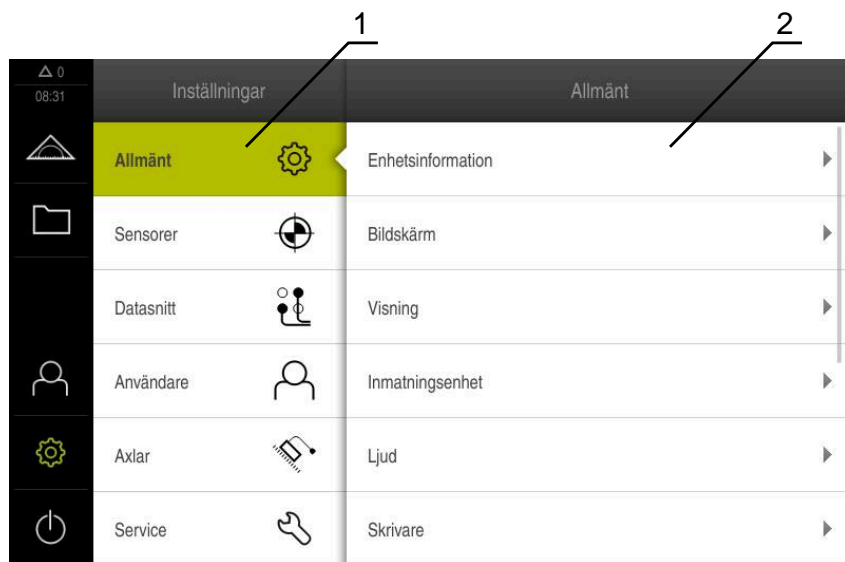 1
2
0
08:31
Inställningar
Allmänt
Allmänt
Enhetsinformation
Sensorer
Bildskärm
Datasnitt
Visning
Användare
Inmatningsenhet
Axlar
Ljud
Service
Skrivare